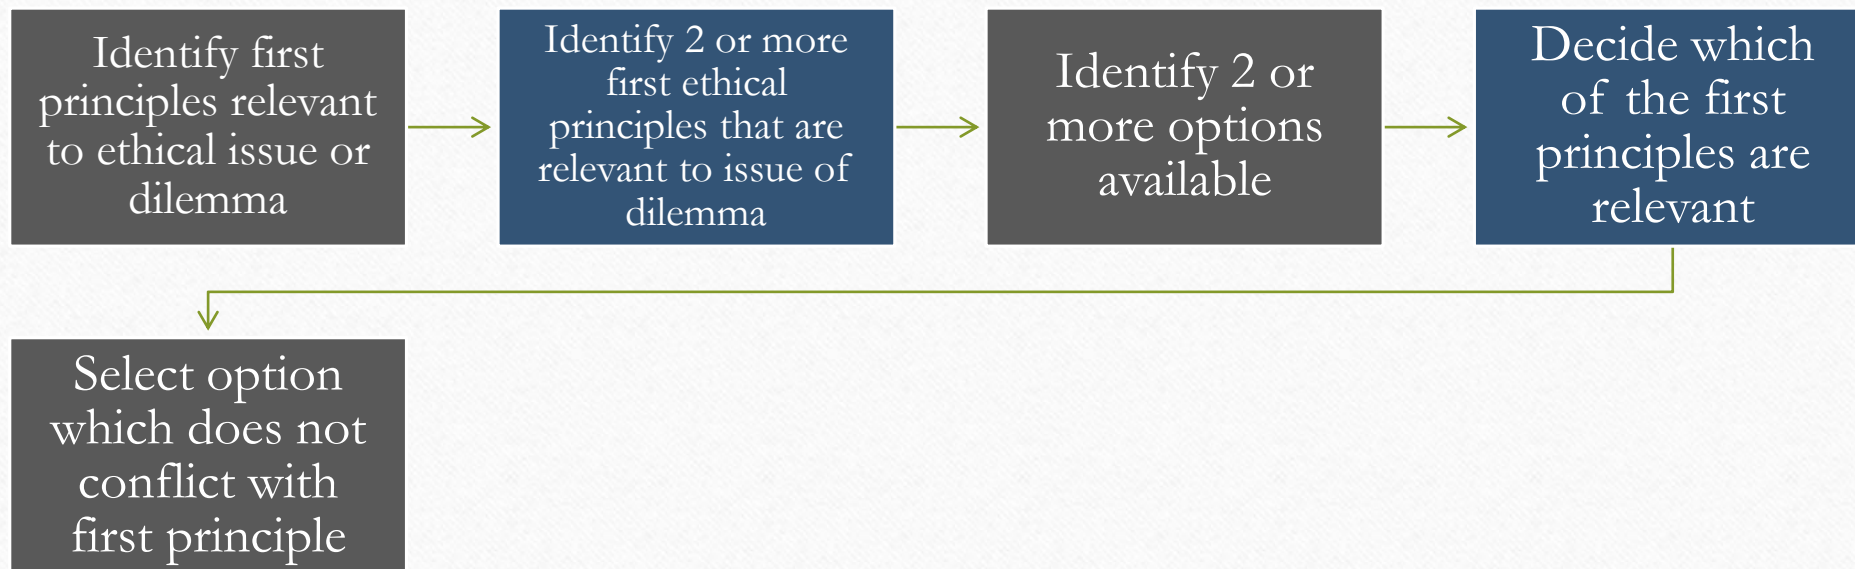 Identify first
principles relevant
to ethical issue or
dilemma
Identify 2 or more
first ethical
principles that are
relevant to issue of
dilemma
Identify 2 or
more options
available
Decide which
of the first
principles are
relevant
Select option
which does not
conflict with
first principle